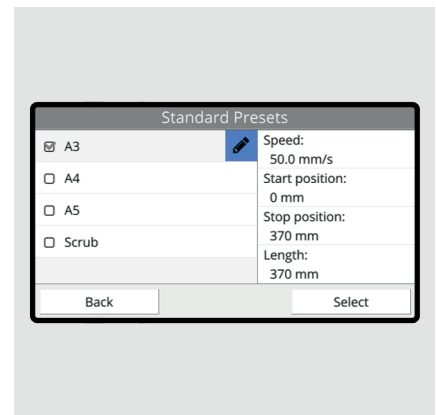 Standard Presets
A3
A4
A5
Scrub
Speed:
50.0 mm/s
Start position:
0 mm
Stop position:
370 mm
Length:
370 mm
Back
Select